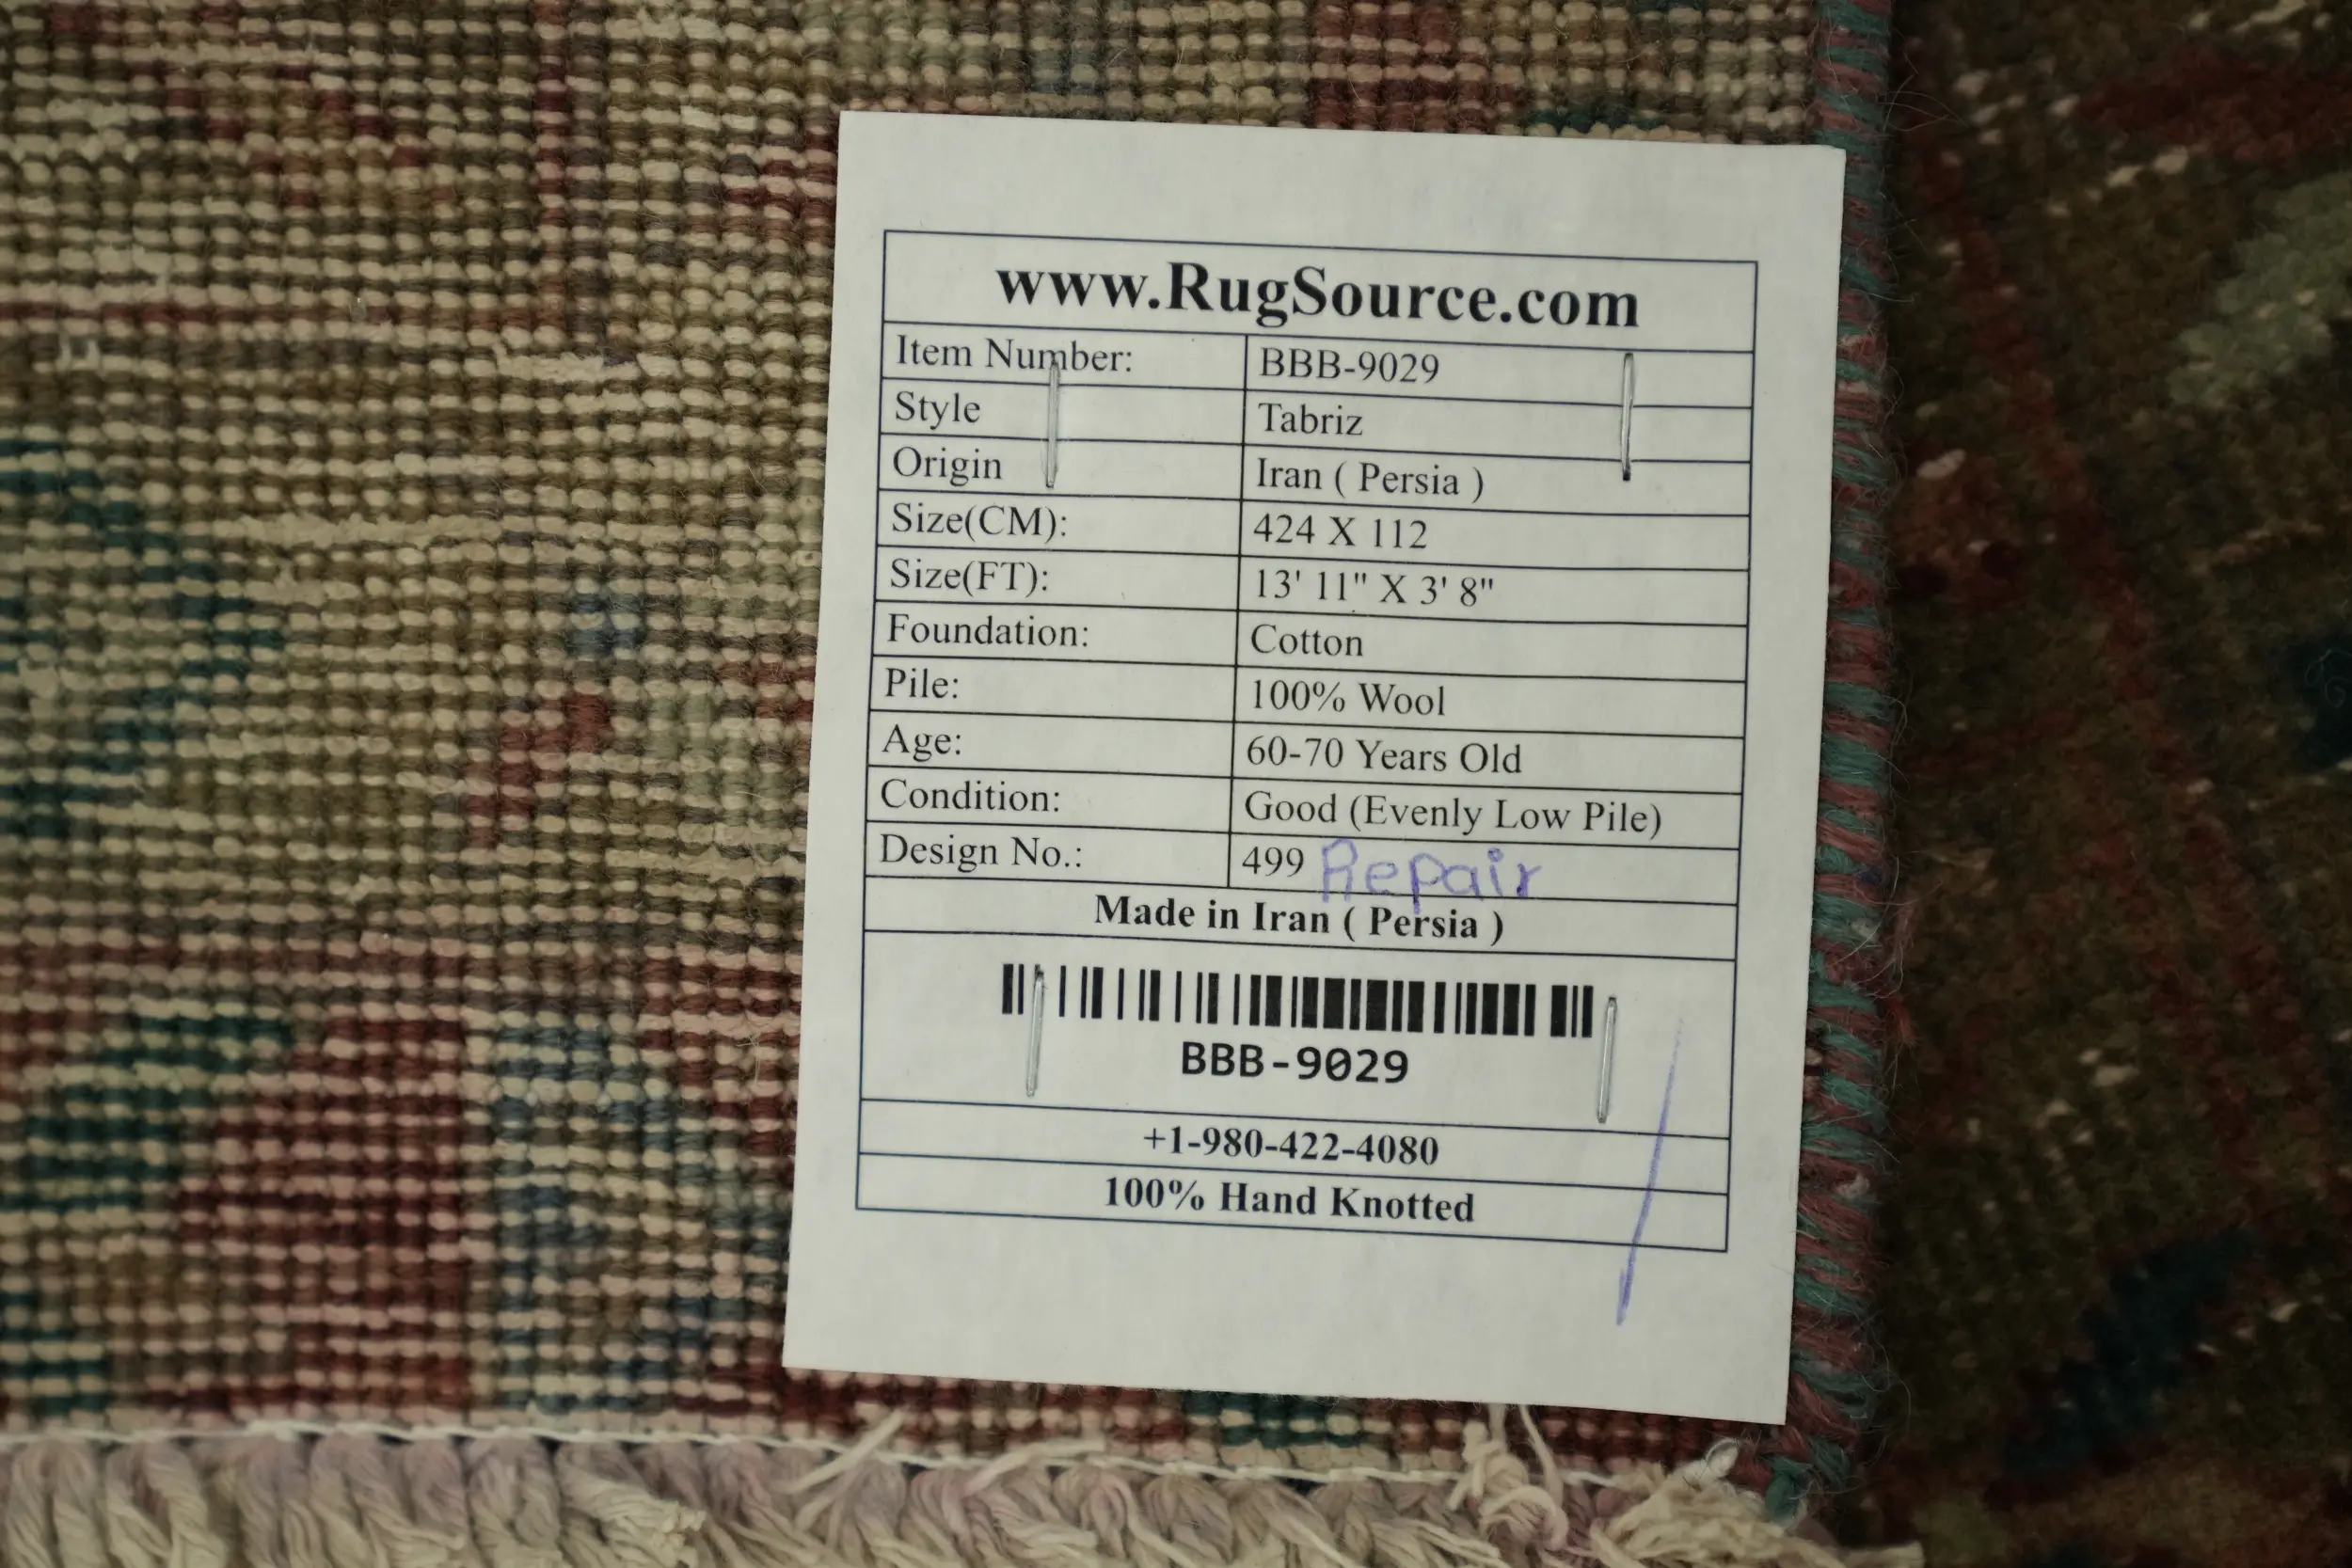 www.RugSource.com
Item Number: BBB-9029
Style Tabriz
Origin Iran ( Persia )
Size(CM): 424 X 112
Size(FT): 13' 11" X 3' 8"
Foundation: Cotton
Pile: 100% Wool
Age: 60-70 Years Old
Condition: Good (Evenly Low Pile)
Design No.: 499 Repair
Made in Iran ( Persia )
BBB-9029
+1-980-422-4080
100% Hand Knotted